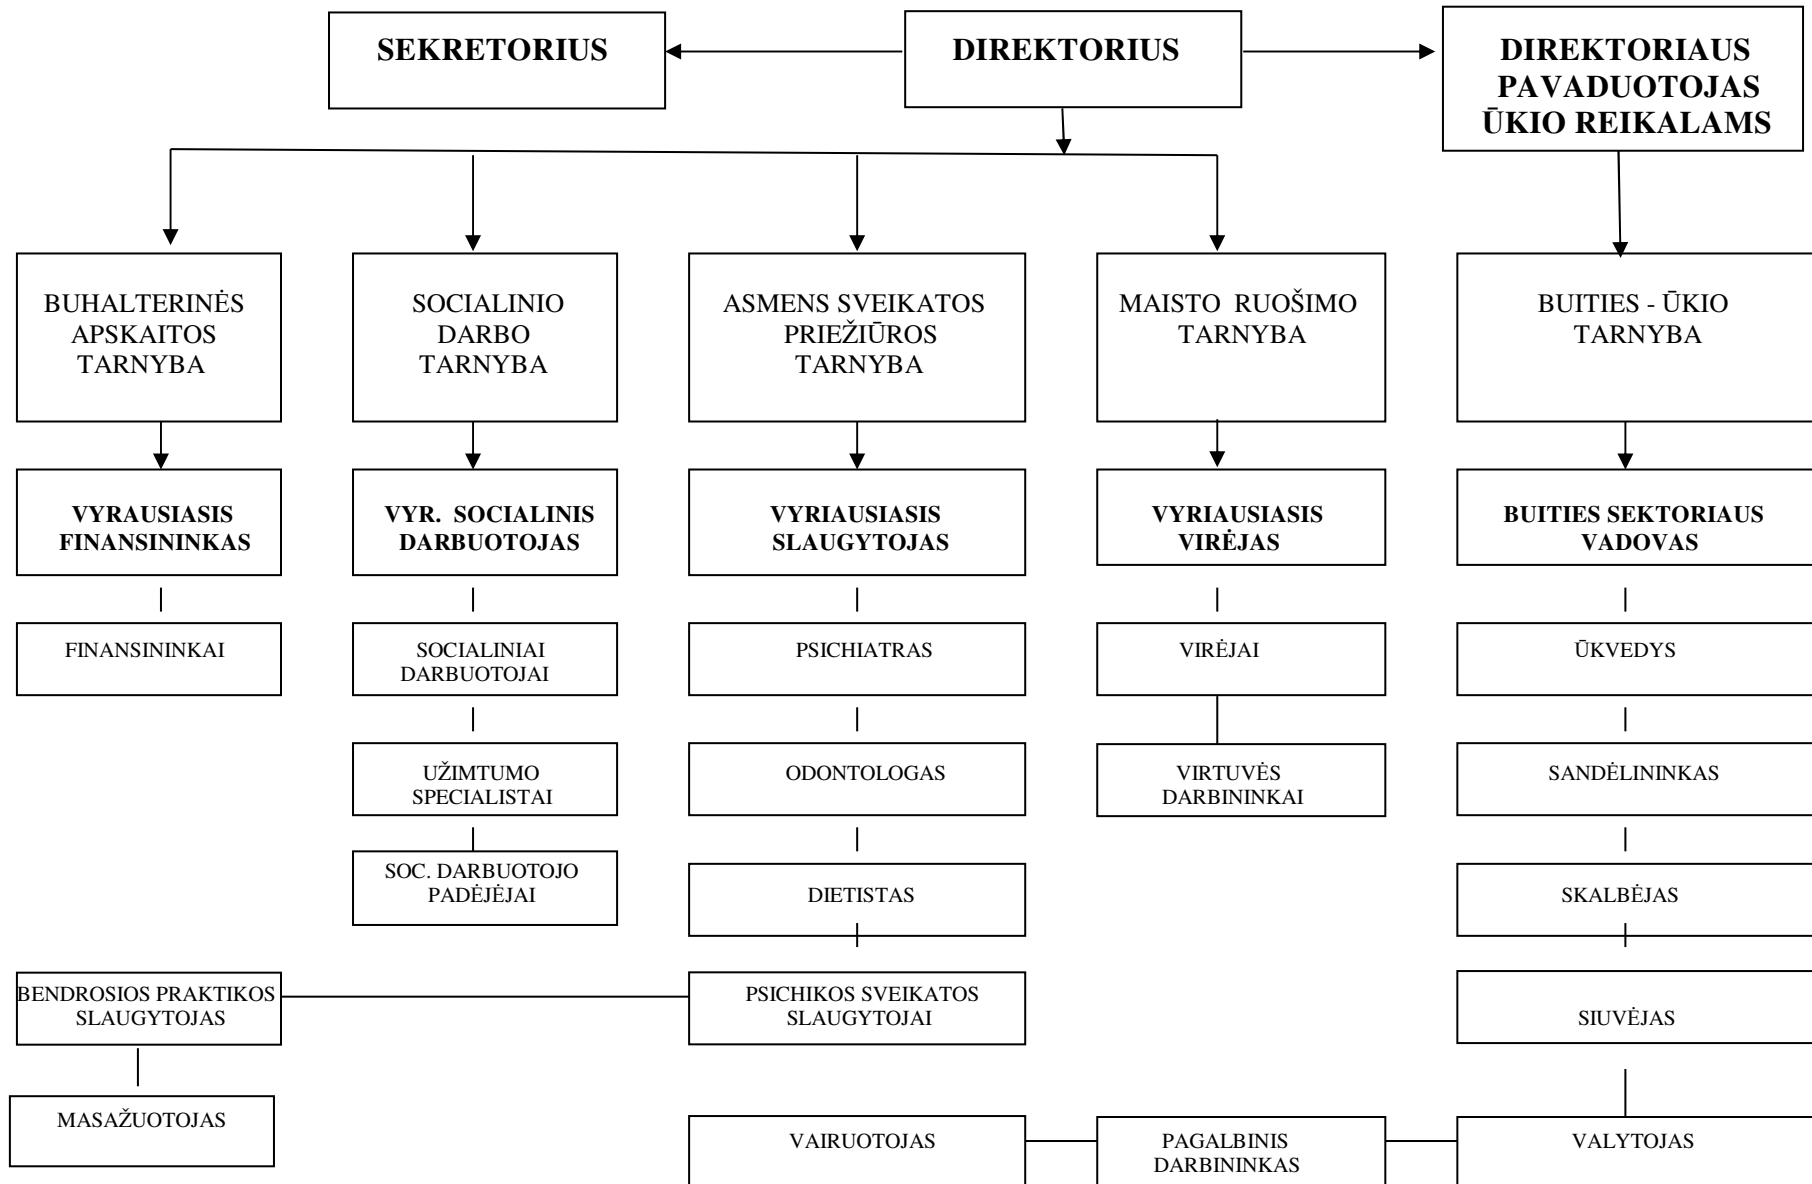 SEKRETORIUS
DIREKTORIUS
DIREKTORIAUS
PAVADUOTOJAS
ŪKIO REIKALAMS
BUHALTERINĖS
APSKAITOS
TARNYBA
SOCIALINIO
DARBO
TARNYBA
ASMENS SVEIKATOS
PRIEŽIŪROS
TARNYBA
MAISTO RUOŠIMO
TARNYBA
BUITIES - ŪKIO
TARNYBA
VYRAUSIASIS
FINANSININKAS
VYR. SOCIALINIS
DARBUOTOJAS
VYRIAUSIASIS
SLAUGYTOJAS
VYRIAUSIASIS
VIRĖJAS
BUITIES SEKTORIAUS
VADOVAS
FINANSININKAI
SOCIALINIAI
DARBUOTOJAI
PSICHIATRAS
VIRĖJAI
ŪKVEDYS
UŽIMTUMO
SPECIALISTAI
ODONTOLOGAS
VIRTUVĖS
DARBININKAI
SANDĖLININKAS
SOC. DARBUOTOJO
PADĖJĖJAI
DIETISTAS
SKALBĖJAS
BENDROSIOS PRAKTIKOS
SLAUGYTOJAS
PSICHIKOS SVEIKATOS
SLAUGYTOJAI
SIUVĖJAS
MASAŽUOTOJAS
VAIRUOTOJAS
PAGALBINIS
DARBININKAS
VALYTOJAS